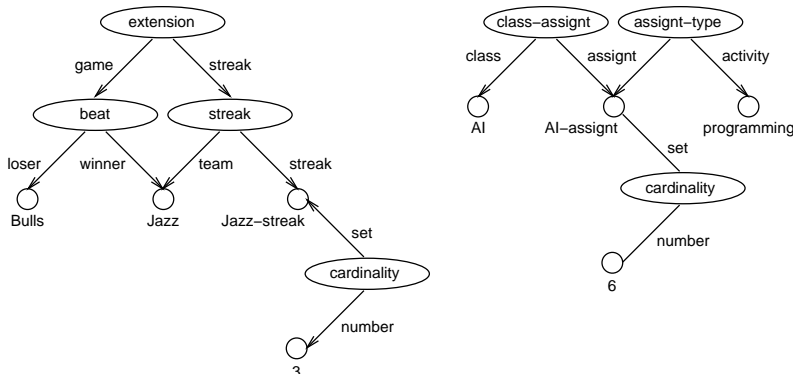 extension
class−assignt
assignt−type
game
streak
class
assignt
activity
beat
streak
AI
AI−assignt
programming
loser
winner
team
streak
set
Bulls
Jazz
Jazz−streak
cardinality
set
number
cardinality
6
number
3